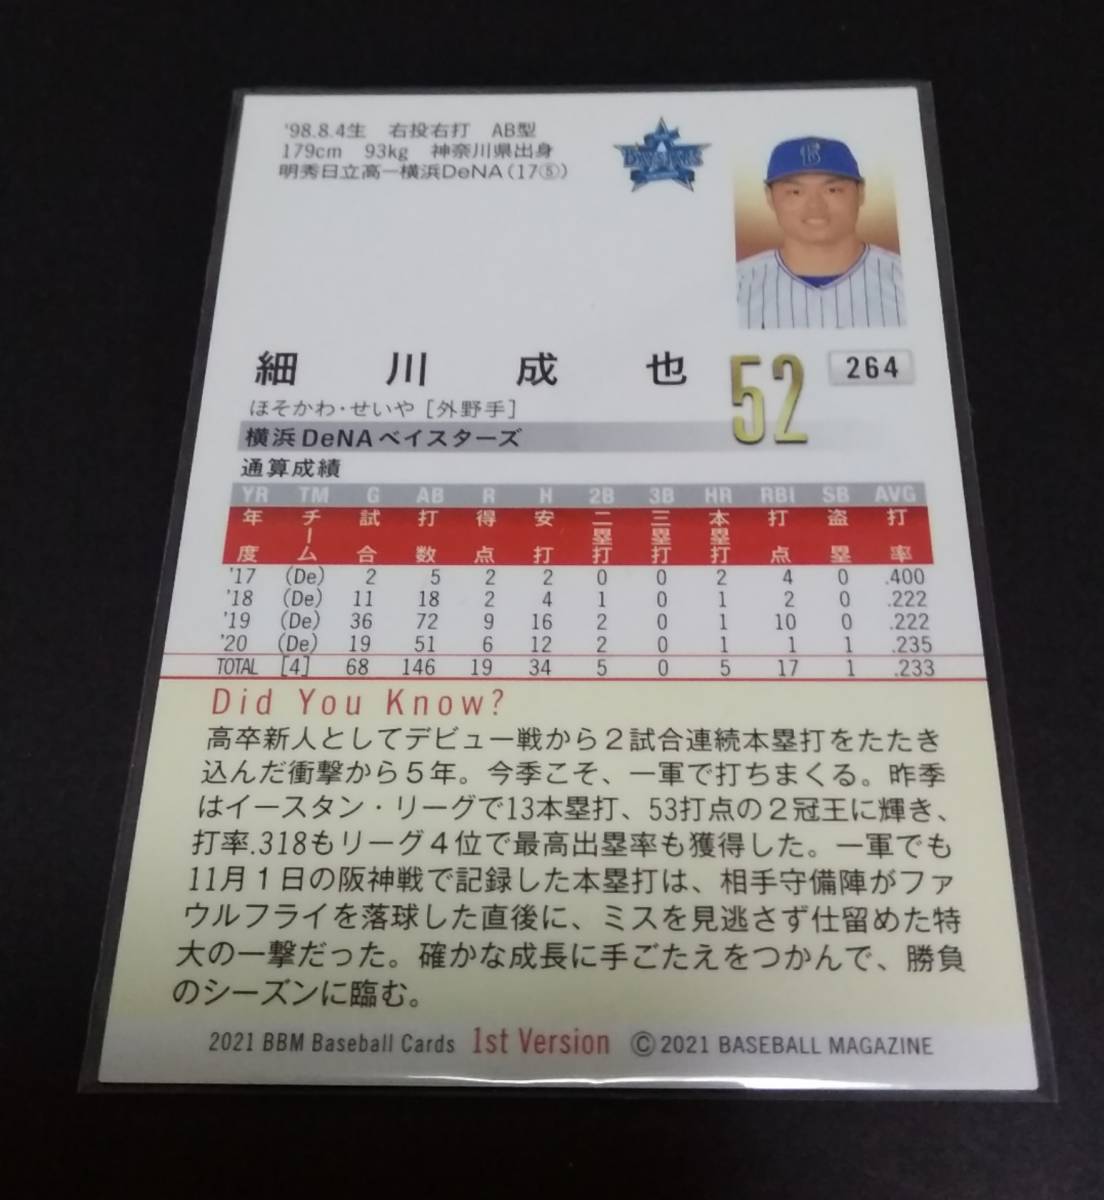 '98.8.4生 右投右打 AB型
179cm 93kg 神奈川県出身
明秀日立高ー横浜DeNA(17⑤)
BAYSTARS
細川成也 52 264
ほそかわ・せいや[外野手]
横浜DeNAベイスターズ
通算成績
YR TM G AB R H 2B 3B HR RBI SB AVG
年度 チーム 試合 打数 得点 安打 二塁打 三塁打 本塁打 打点 盗塁 打率
'17 (De) 2 5 2 2 0 0 2 4 0 .400
'18 (De) 11 18 2 4 1 0 1 2 0 .222
'19 (De) 36 72 9 16 2 0 1 10 0 .222
'20 (De) 19 51 6 12 2 0 1 1 1 .235
TOTAL [4] 68 146 19 34 5 0 5 17 1 .233
Did You Know?
高卒新人としてデビュー戦から2試合連続本塁打をたたき
込んだ衝撃から5年。今季こそ、一軍で打ちまくる。昨季
はイースタン・リーグで13本塁打、53打点の2冠王に輝き、
打率.318もリーグ4位で最高出塁率も獲得した。一軍でも
11月1日の阪神戦で記録した本塁打は、相手守備陣がファ
ウルフライを落球した直後に、ミスを見逃さず仕留めた特
大の一撃だった。確かな成長に手ごたえをつかんで、勝負
のシーズンに臨む。
2021 BBM Baseball Cards 1st Version © 2021 BASEBALL MAGAZINE